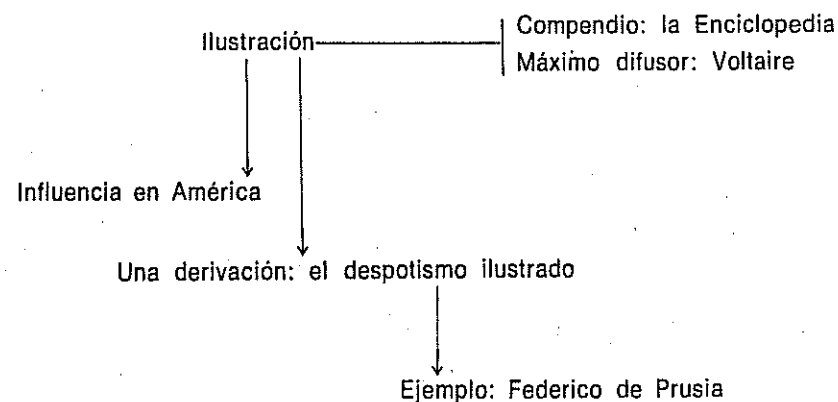 Ilustración
Compendio: la Enciclopedia
Máximo difusor: Voltaire
Influencia en América
Una derivación: el despotismo ilustrado
Ejemplo: Federico de Prusia